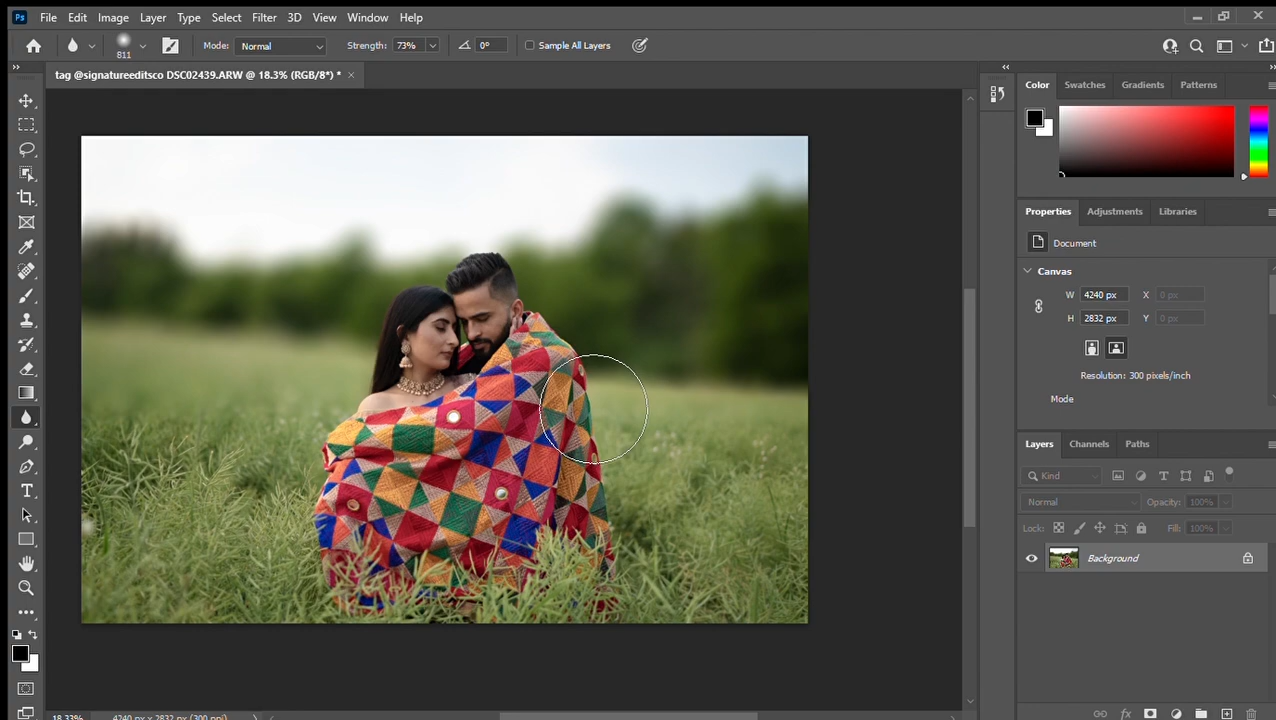 Ps File Edit Image Layer Type Select Filter 3D View Window Help
811 Mode: Normal Strength: 73% 0° Sample All Layers
tag @signatureeditsco DSC02439.ARW @ 18.3% (RGB/8*) * ×
Color Swatches Gradients Patterns
Properties Adjustments Libraries
Document
Canvas
W 4240 px X 0 px
H 2832 px Y 0 px
Resolution: 300 pixels/inch
Mode
Layers Channels Paths
Kind
Normal Opacity: 100%
Lock: Fill: 100%
Background
18.33% 4240 px x 2832 px (300 ppi)